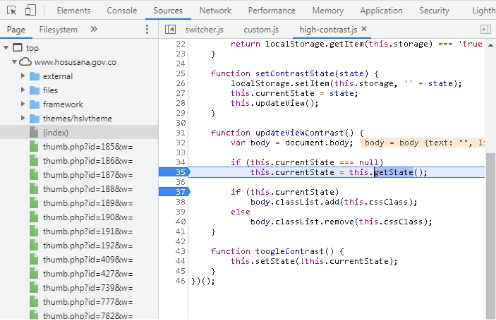 Elements Console Sources Network Performance Memory Application Security Lighth
Page Filesystem » switcher.js custom.js high-contrast.js ×
top
www.hosusana.gov.co
external
files
framework
themes/hslvtheme
(index)
thumb.php?id=185&w=
thumb.php?id=186&w=
thumb.php?id=187&w=
thumb.php?id=188&w=
thumb.php?id=189&w=
thumb.php?id=190&w=
thumb.php?id=191&w=
thumb.php?id=192&w=
thumb.php?id=409&w=
thumb.php?id=427&w=
thumb.php?id=739&w=
thumb.php?id=777&w=
thumb.php?id=782&w=
22 return localStorage.getItem(this.storage) === 'true
23 }
24
25 function setContrastState(state) {
26 localStorage.setItem(this.storage, '' + state);
27 this.currentState = state;
28 this.updateView();
29 }
30
31 function updateViewContrast() {
32 var body = document.body; body = body {text: "", li
33
34 if (this.currentState === null)
35 this.currentState = this.getState();
36
37 if (this.currentState)
38 body.classList.add(this.cssClass);
39 else
40 body.classList.remove(this.cssClass);
41 }
42
43 function toogleContrast() {
44 this.setState(!this.currentState);
45 }
46 })();